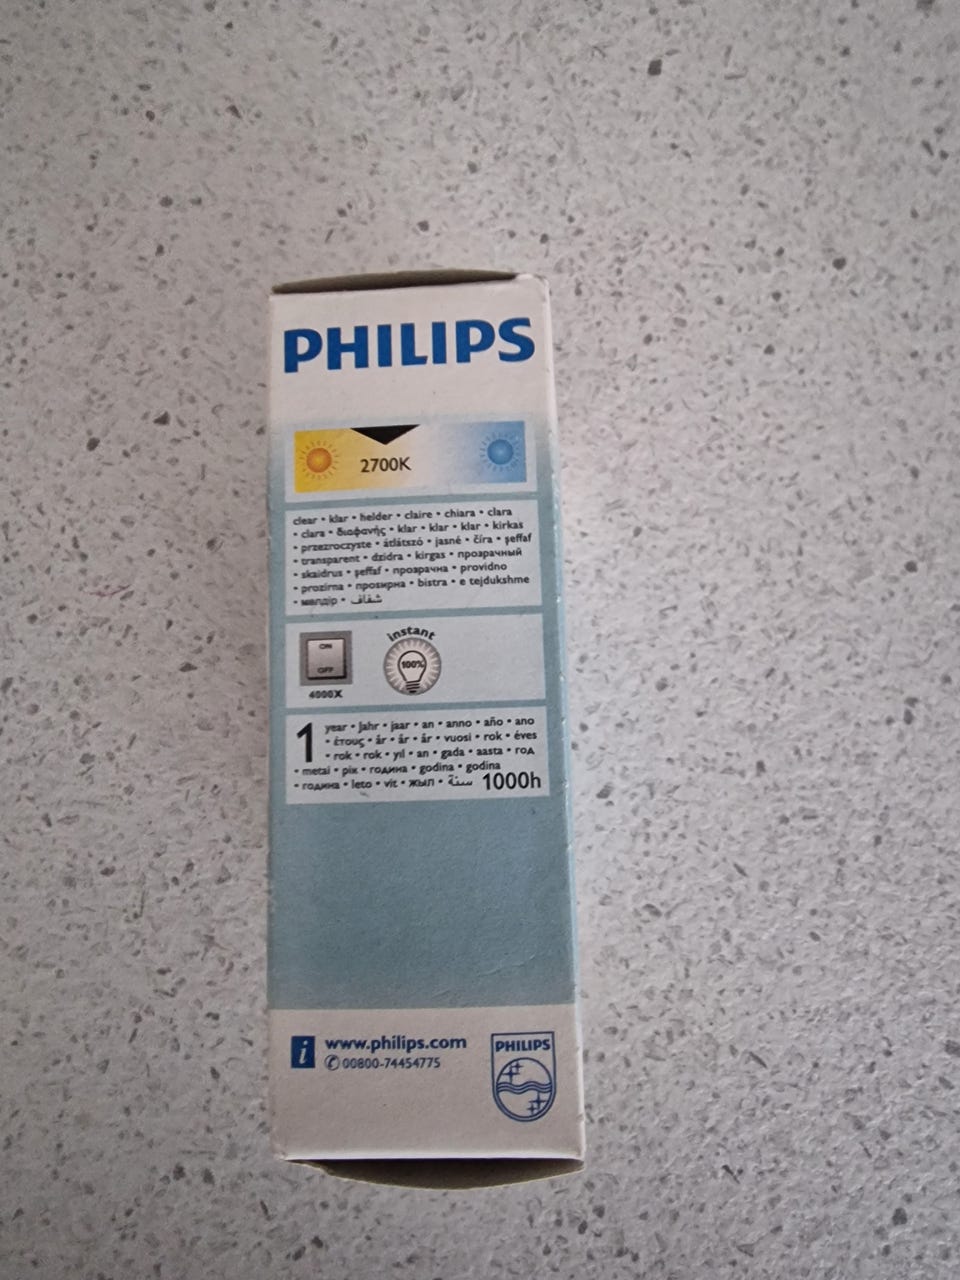 PHILIPS
2700K
clear • klar • helder • claire • chiara • clara
• clara • διαφανής • klar • klar • klar • kirkas
• przezroczyste • átlátszó • jasné • čira • şeffaf
• transparent • dzidra • kirgas • прозрачный
• skaidrus • şeffaf • прозрачна • providno
• prozirna • проѕирна • bistra • e tejdukshme
• мөлдір • شفاف
ON
OFF
4000X
instant
100%
1 year • Jahr • jaar • an • anno • año • ano
• έτους • år • år • år • vuosi • rok • éves
• rok • rok • yıl • an • gada • aasta • год
• metai • рік • година • godina • godina
• година • leto • vit • жыл • سنة 1000h
i www.philips.com
✆ 00800-74454775
PHILIPS